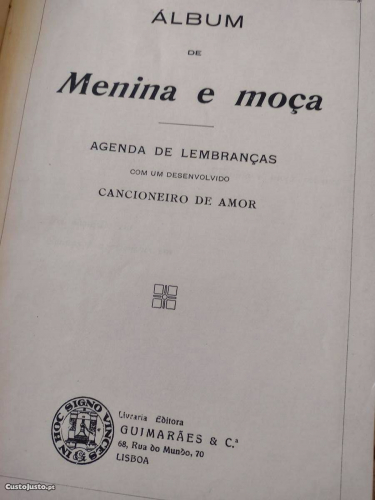 ÁLBUM
DE
Menina e moça
AGENDA DE LEMBRANÇAS
COM UM DESENVOLVIDO
CANCIONEIRO DE AMOR
IN HOC SIGNO VINCES
Livraria Editora
GUIMARÃES & C.ª
68, Rua do Mundo, 70
LISBOA
CustoJusto.pt